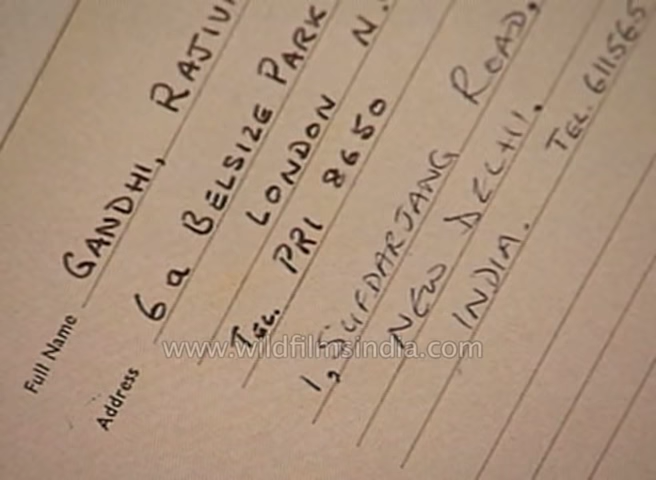 Full Name GANDHI, RAJIV
Address 6a BELSIZE PARK
LONDON N.
TEL. PRI 8650
1, SUFDARJANG ROAD,
NEW DELHI.
INDIA. TEL. 611565
www.wildfilmsindia.com